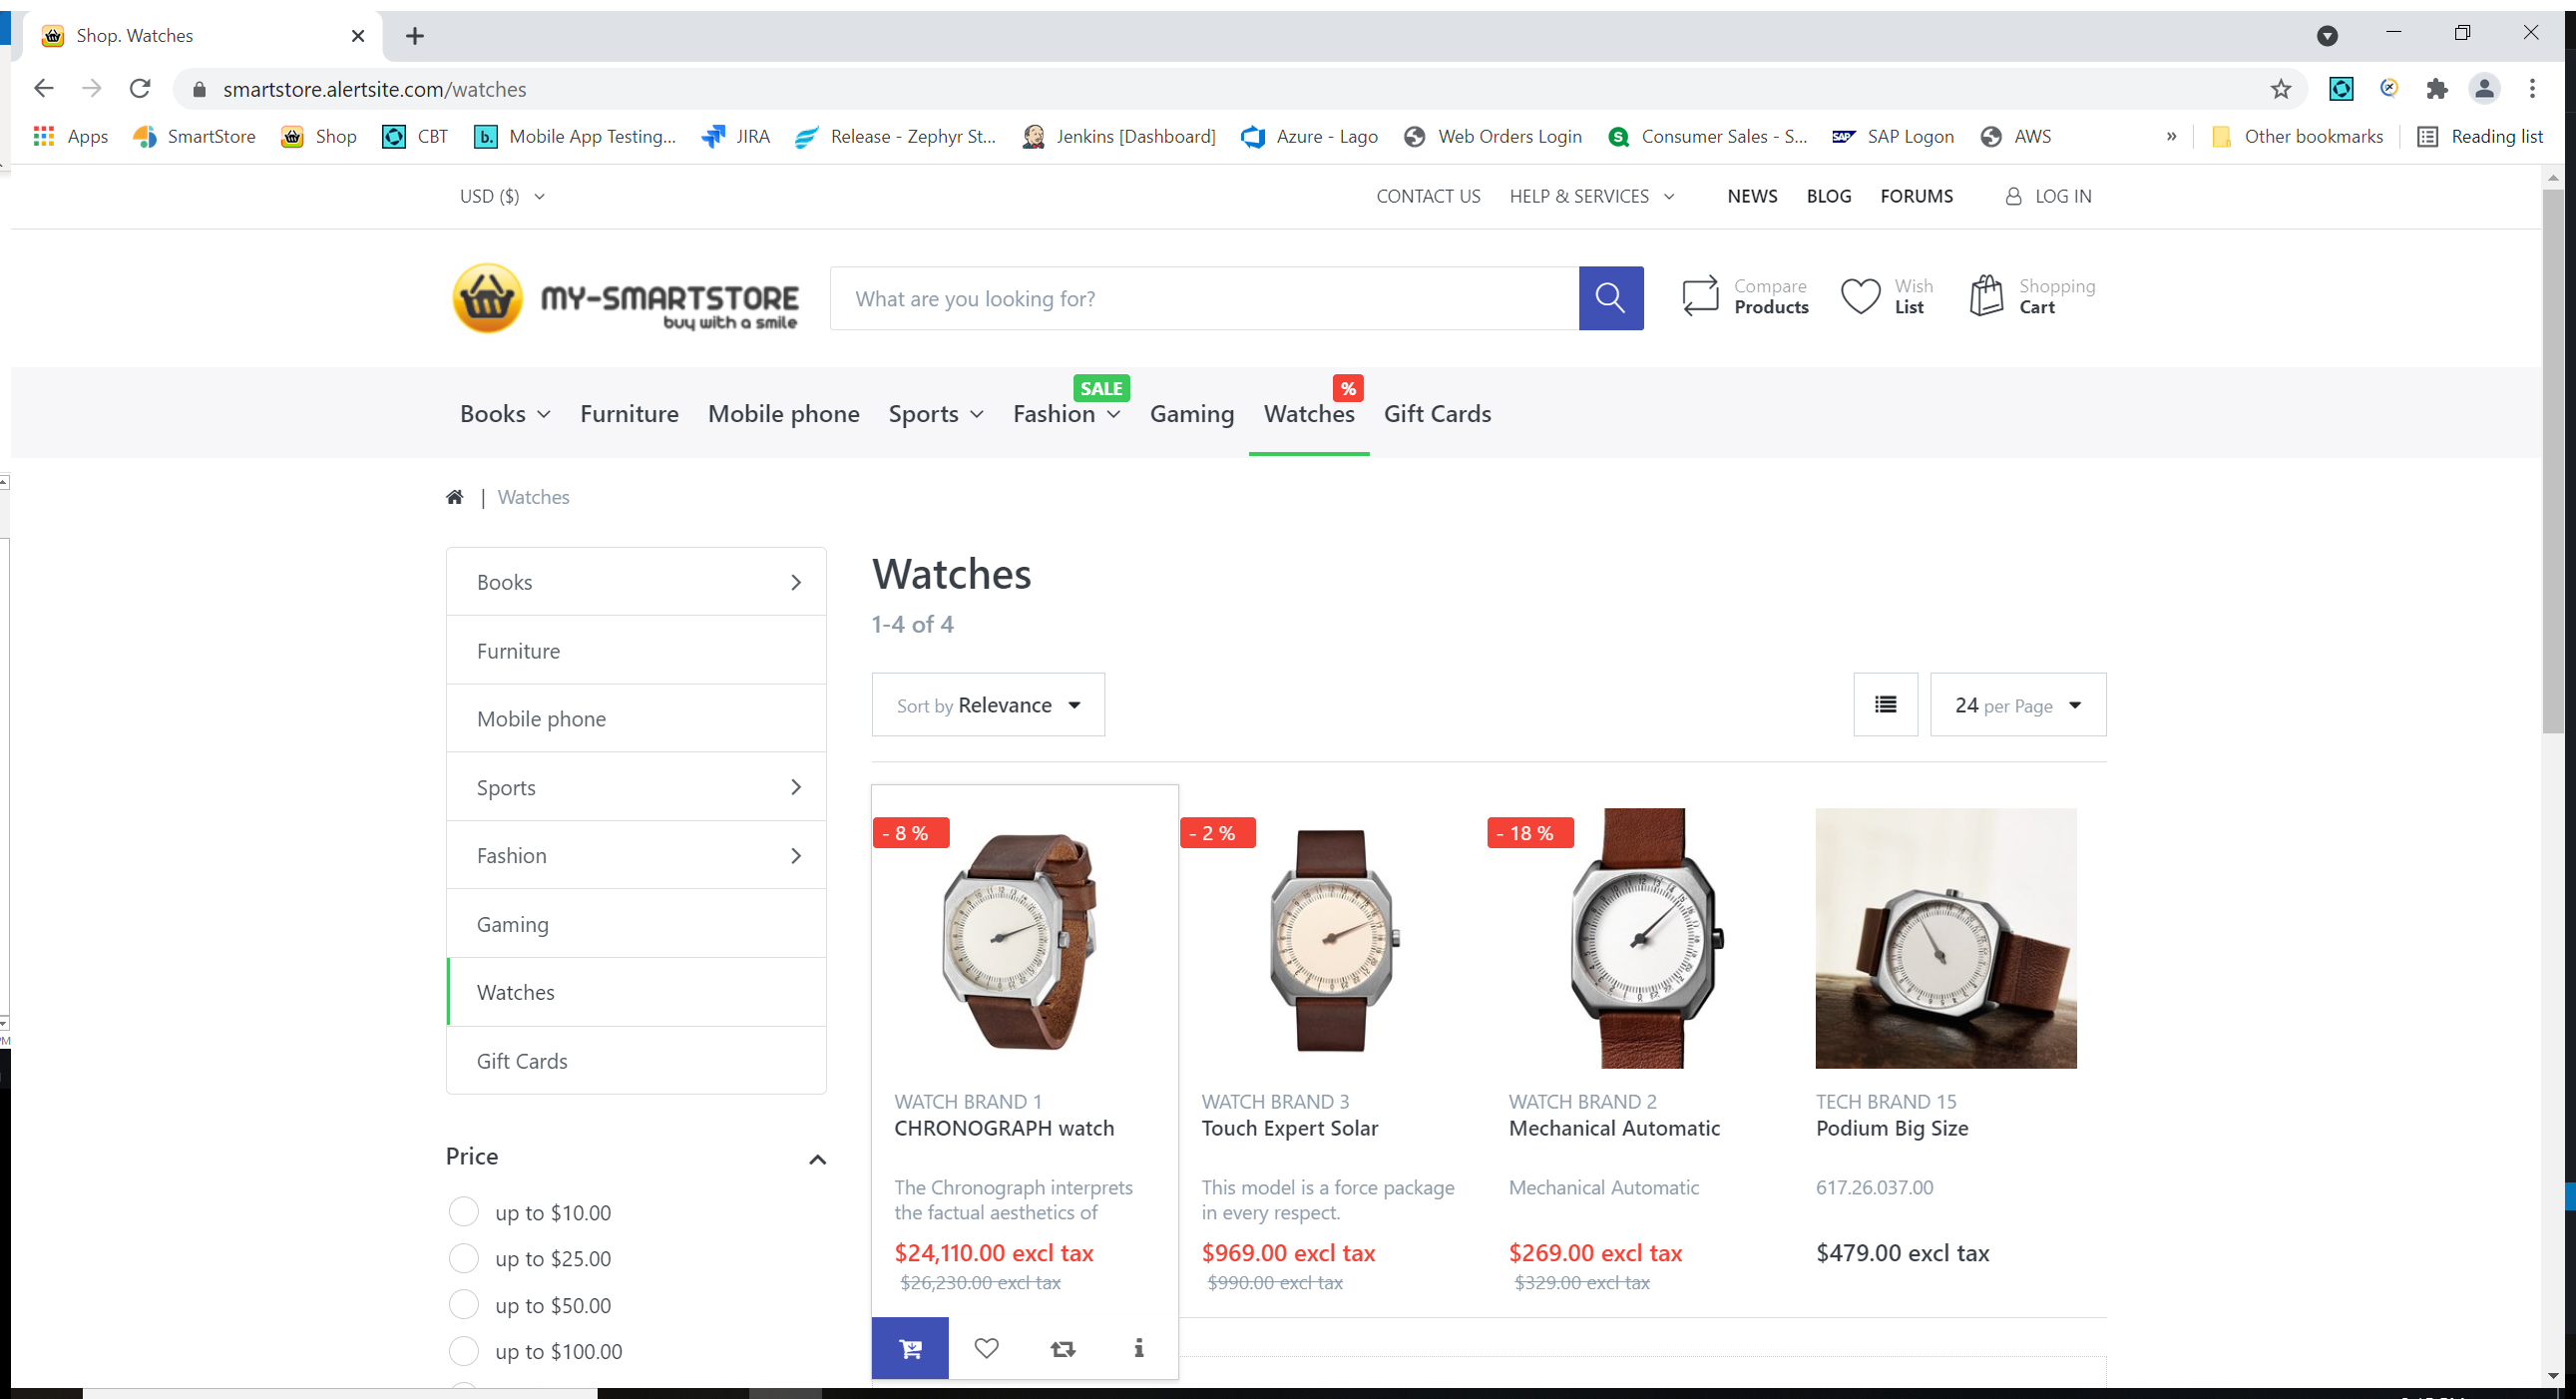 Shop. Watches
smartstore.alertsite.com/watches
Apps SmartStore Shop CBT Mobile App Testing... JIRA Release - Zephyr St... Jenkins [Dashboard] Azure - Lago Web Orders Login Consumer Sales - S... SAP Logon AWS » Other bookmarks Reading list
USD ($) CONTACT US HELP & SERVICES NEWS BLOG FORUMS LOG IN
MY-SMARTSTORE
buy with a smile
What are you looking for?
Compare
Products
Wish
List
Shopping
Cart
SALE %
Books Furniture Mobile phone Sports Fashion Gaming Watches Gift Cards
| Watches
Books
Furniture
Mobile phone
Sports
Fashion
Gaming
Watches
Gift Cards
Price
up to $10.00
up to $25.00
up to $50.00
up to $100.00
Watches
1-4 of 4
Sort by Relevance
24 per Page
- 8 %
WATCH BRAND 1
CHRONOGRAPH watch
The Chronograph interprets
the factual aesthetics of
$24,110.00 excl tax
$26,230.00 excl tax
- 2 %
WATCH BRAND 3
Touch Expert Solar
This model is a force package
in every respect.
$969.00 excl tax
$990.00 excl tax
- 18 %
WATCH BRAND 2
Mechanical Automatic
Mechanical Automatic
$269.00 excl tax
$329.00 excl tax
TECH BRAND 15
Podium Big Size
617.26.037.00
$479.00 excl tax